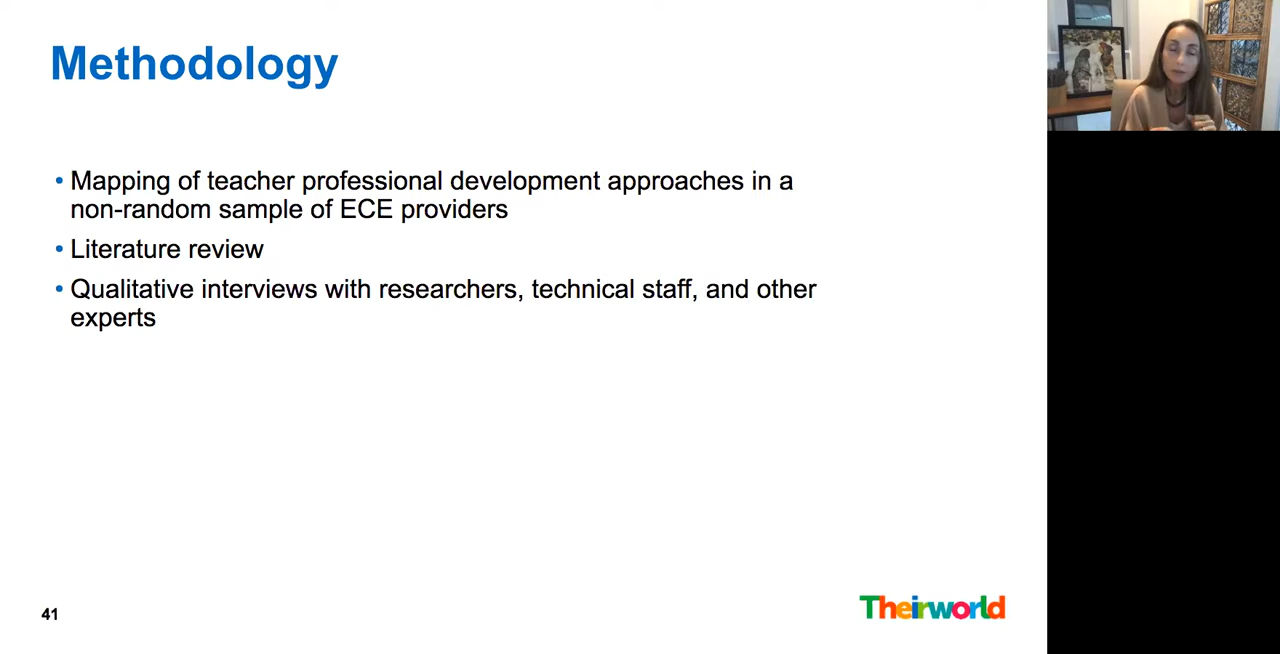 Methodology
• Mapping of teacher professional development approaches in a
non-random sample of ECE providers
• Literature review
• Qualitative interviews with researchers, technical staff, and other
experts
41
Theirworld